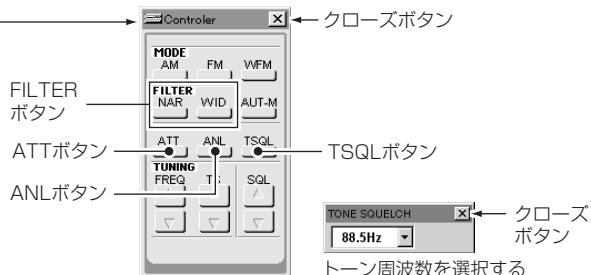 Controler
クローズボタン
MODE
AM FM WFM
FILTER
NAR WID AUT-M
FILTER
ボタン
ATT ANL TSQL
ATTボタン
TSQLボタン
TUNING
FREQ TS SQL
ANLボタン
TONE SQUELCH
クローズ
ボタン
88.5Hz
トーン周波数を選択する